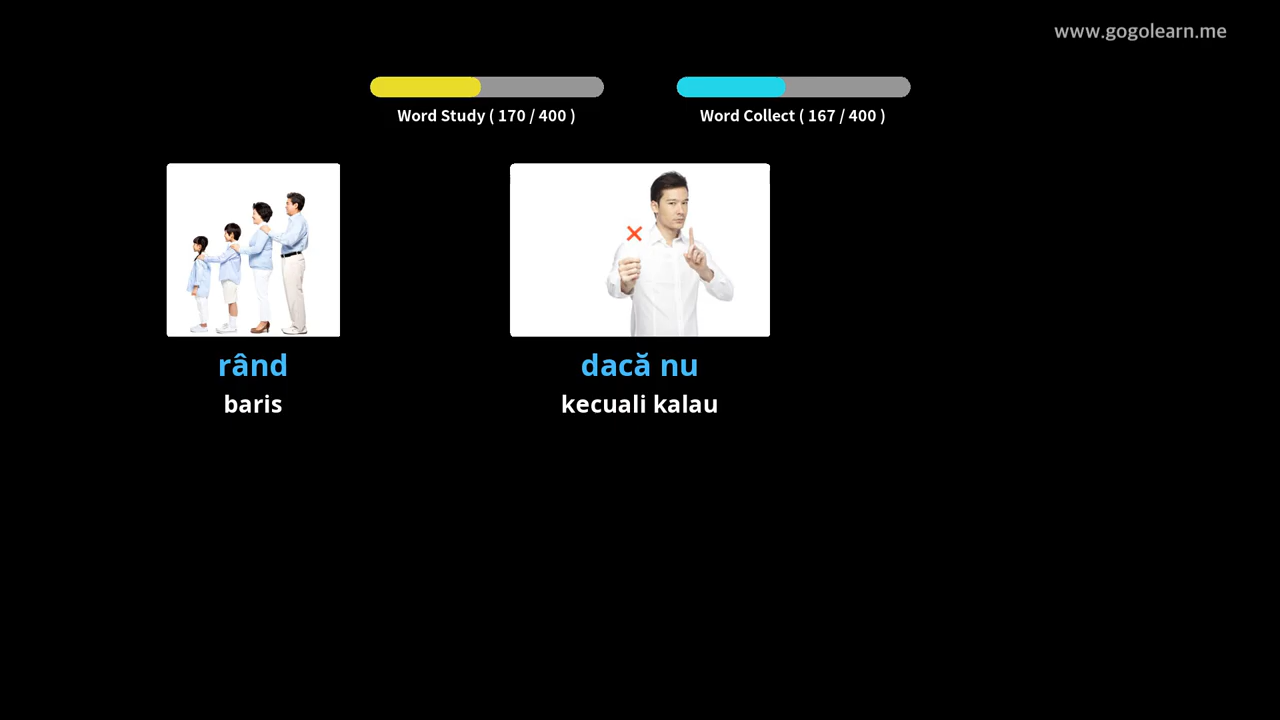 www.gogolearn.me
Word Study ( 170 / 400 )
Word Collect ( 167 / 400 )
rând
baris
dacă nu
kecuali kalau